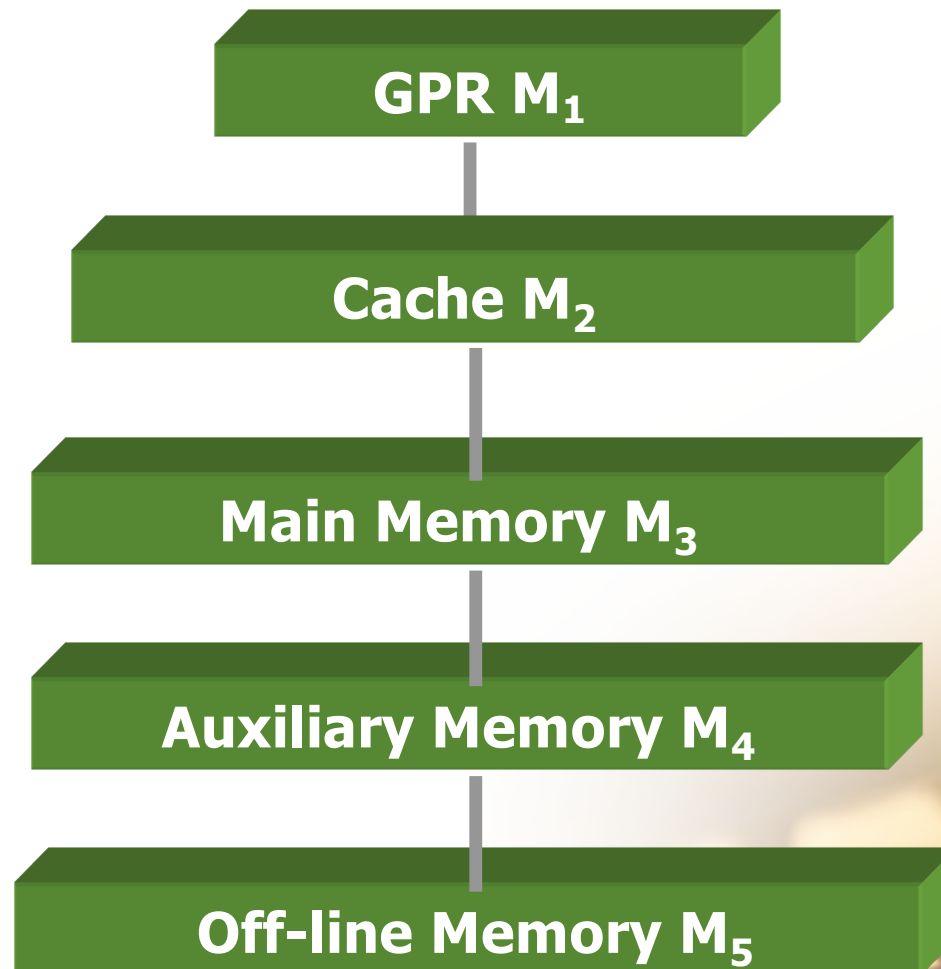 GPR M₁
Cache M₂
Main Memory M₃
Auxiliary Memory M₄
Off-line Memory M₅